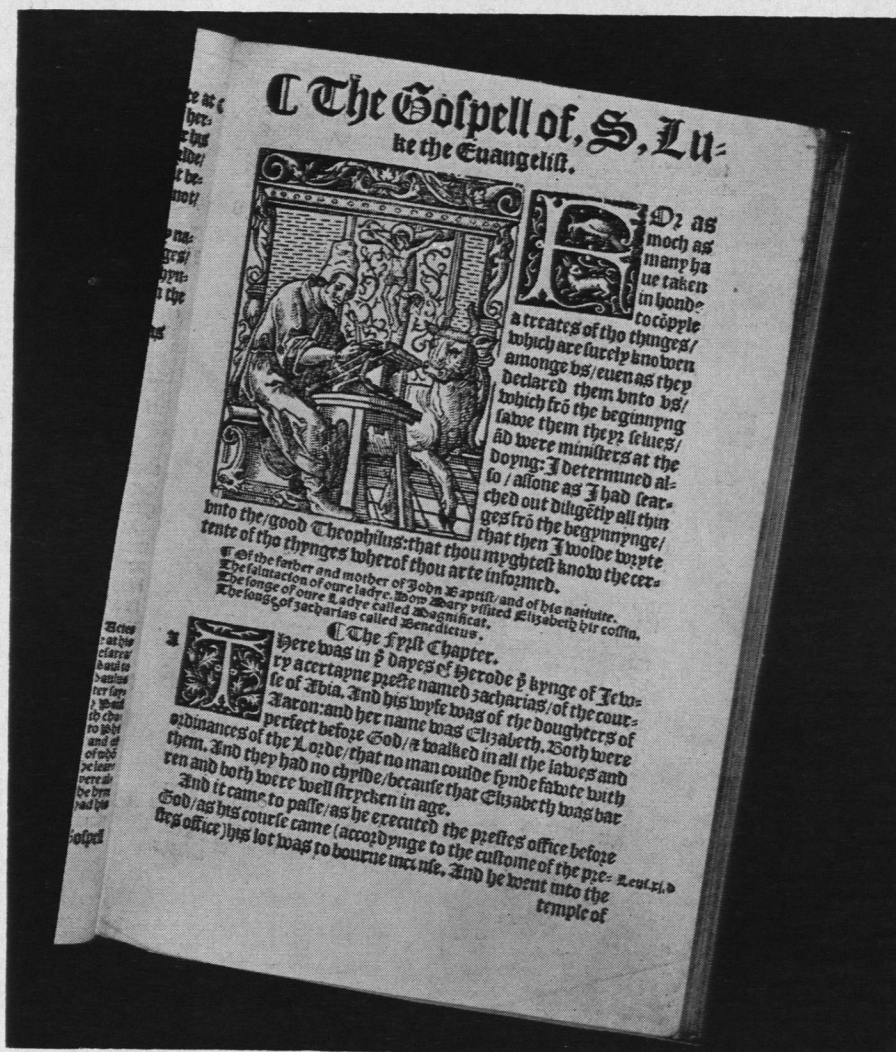 ¶ The Goſpell of, S, Lu-
ke the Euangeliſt.
FOr as
moch as
many ha
ue taken
in honde
to cōpyle
a treates of tho thinges/
which are ſurely knowen
amonge vs/euen as they
declared them vnto vs/
which frō the beginnyng
ſawe them theyr ſelues/
ād were miniſters at the
doyng: I determined al-
ſo/aſſone as I had ſear-
ched out diligētly all thin
ges frō the begynnynge/
that then I wolde wryte
vnto the/good Theophilus:that thou myghteſt know the cer-
tente of tho thynges wherof thou arte informed.
¶ Of the father and mother of John Baptiſt/and of his natiuite.
The ſalutacion of oure ladye. How Mary viſited Elizabeth hir coſſin.
The ſonge of oure Ladye called Magnificat.
The ſonge of zacharias called Benedictus.
¶ The Fyrſt Chapter.
A
There was in yͤ dayes of Herode yͤ kynge of Jew-
ry a certayne preſte named zacharias/of the cour-
ſe of Abia. And his wyfe was of the doughters of
Aaron:and her name was Elizabeth. Both were
perfect before God/⁊ walked in all the lawes and
ordinances of the Lorde/that no man coulde fynde fawte with
them. And they had no chylde/becauſe that Elizabeth was bar
ren and both were well ſtrycken in age.
And it came to paſſe/as he executed the preſtes office before
God/as his courſe came (accordynge to the cuſtome of the pre-
ſtes office) his lot was to bourne incenſe. And he went into the
temple of